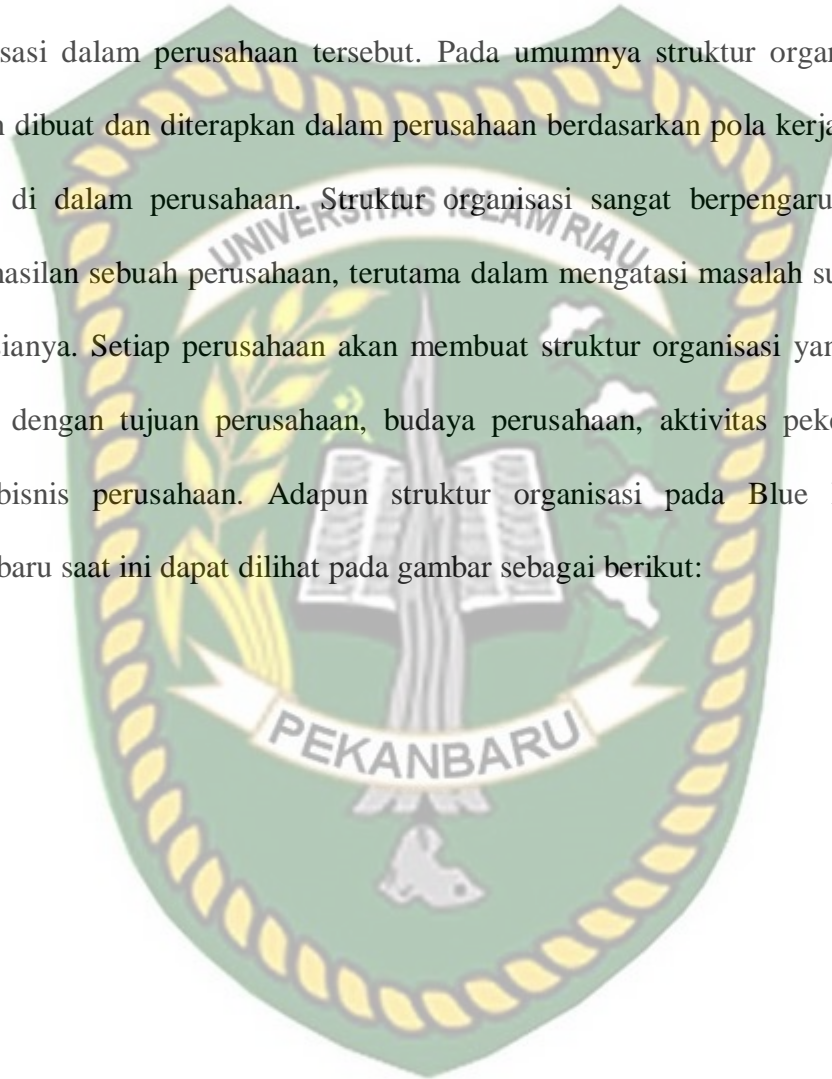 sasi dalam perusahaan tersebut. Pada umumnya struktur organ
dibuat dan diterapkan dalam perusahaan berdasarkan pola kerja
di dalam perusahaan. Struktur organisasi sangat berpengaru
UNIVERSITAS ISLAM RIAU
hasilan sebuah perusahaan, terutama dalam mengatasi masalah su
sianya. Setiap perusahaan akan membuat struktur organisasi yan
dengan tujuan perusahaan, budaya perusahaan, aktivitas peke
bisnis perusahaan. Adapun struktur organisasi pada Blue
baru saat ini dapat dilihat pada gambar sebagai berikut:
PEKANBARU